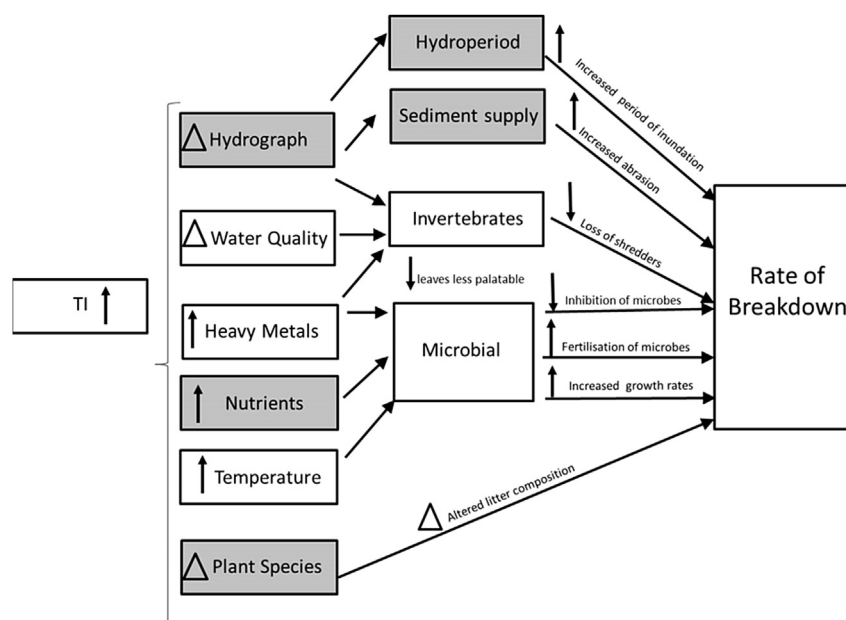 TI
△ Hydrograph
△ Water Quality
Heavy Metals
Nutrients
Temperature
△ Plant Species
Hydroperiod
Sediment supply
Invertebrates
leaves less palatable
Microbial
Increased period of inundation
Increased abrasion
Loss of shredders
Inhibition of microbes
Fertilisation of microbes
Increased growth rates
△ Altered litter composition
Rate of
Breakdown